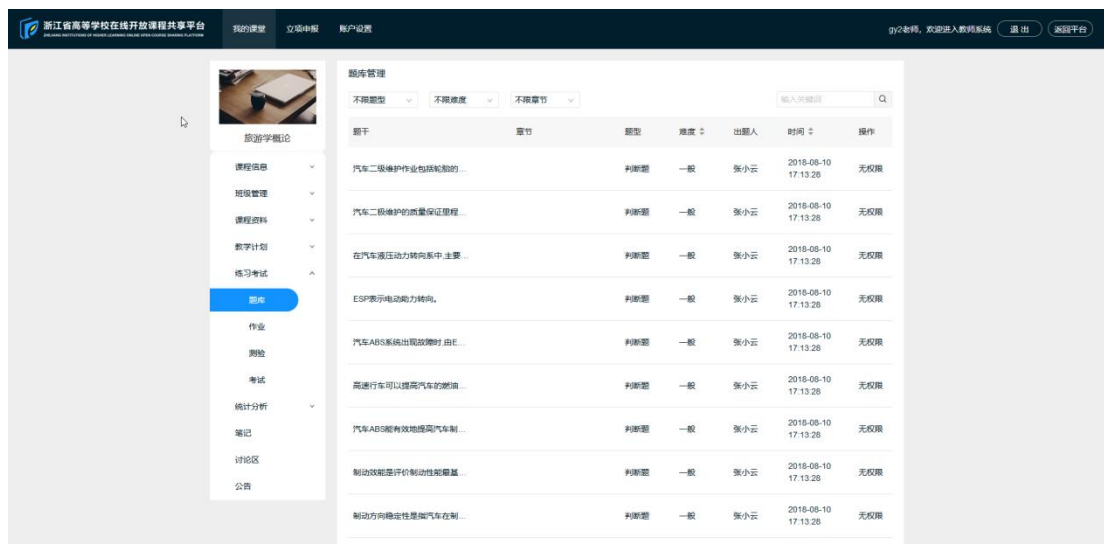 浙江省高等学校在线开放课程共享平台
ZHEJIANG INSTITUTIONS OF HIGHER LEARNING ONLINE OPEN COURSE SHARING PLATFORM
我的课堂 立项申报 账户设置
gy2老师，欢迎进入教师系统 退 出 返回平台
旅游学概论
课程信息
班级管理
课程资料
教学计划
练习考试
题库
作业
测验
考试
统计分析
笔记
讨论区
公告
题库管理
不限题型 不限难度 不限章节 输入关键词
题干 章节 题型 难度 出题人 时间 操作
汽车二级维护作业包括轮胎的... 判断题 一般 张小云 2018-08-10 17:13:28 无权限
汽车二级维护的质量保证里程... 判断题 一般 张小云 2018-08-10 17:13:28 无权限
在汽车液压动力转向系中,主要... 判断题 一般 张小云 2018-08-10 17:13:28 无权限
ESP表示电动助力转向。 判断题 一般 张小云 2018-08-10 17:13:28 无权限
汽车ABS系统出现故障时,由E... 判断题 一般 张小云 2018-08-10 17:13:28 无权限
高速行车可以提高汽车的燃油... 判断题 一般 张小云 2018-08-10 17:13:28 无权限
汽车ABS能有效地提高汽车制... 判断题 一般 张小云 2018-08-10 17:13:28 无权限
制动效能是评价制动性能最基... 判断题 一般 张小云 2018-08-10 17:13:28 无权限
制动方向稳定性是指汽车在制... 判断题 一般 张小云 2018-08-10 17:13:28 无权限